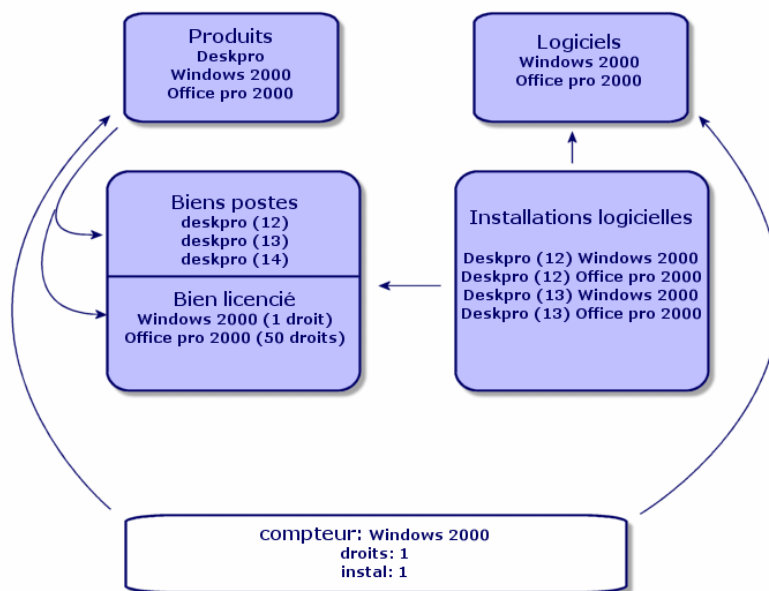 Produits
Deskpro
Windows 2000
Office pro 2000
Logiciels
Windows 2000
Office pro 2000
Biens postes
deskpro (12)
deskpro (13)
deskpro (14)
Bien licencié
Windows 2000 (1 droit)
Office pro 2000 (50 droits)
Installations logicielles
Deskpro (12) Windows 2000
Deskpro (12) Office pro 2000
Deskpro (13) Windows 2000
Deskpro (13) Office pro 2000
compteur: Windows 2000
droits: 1
instal: 1